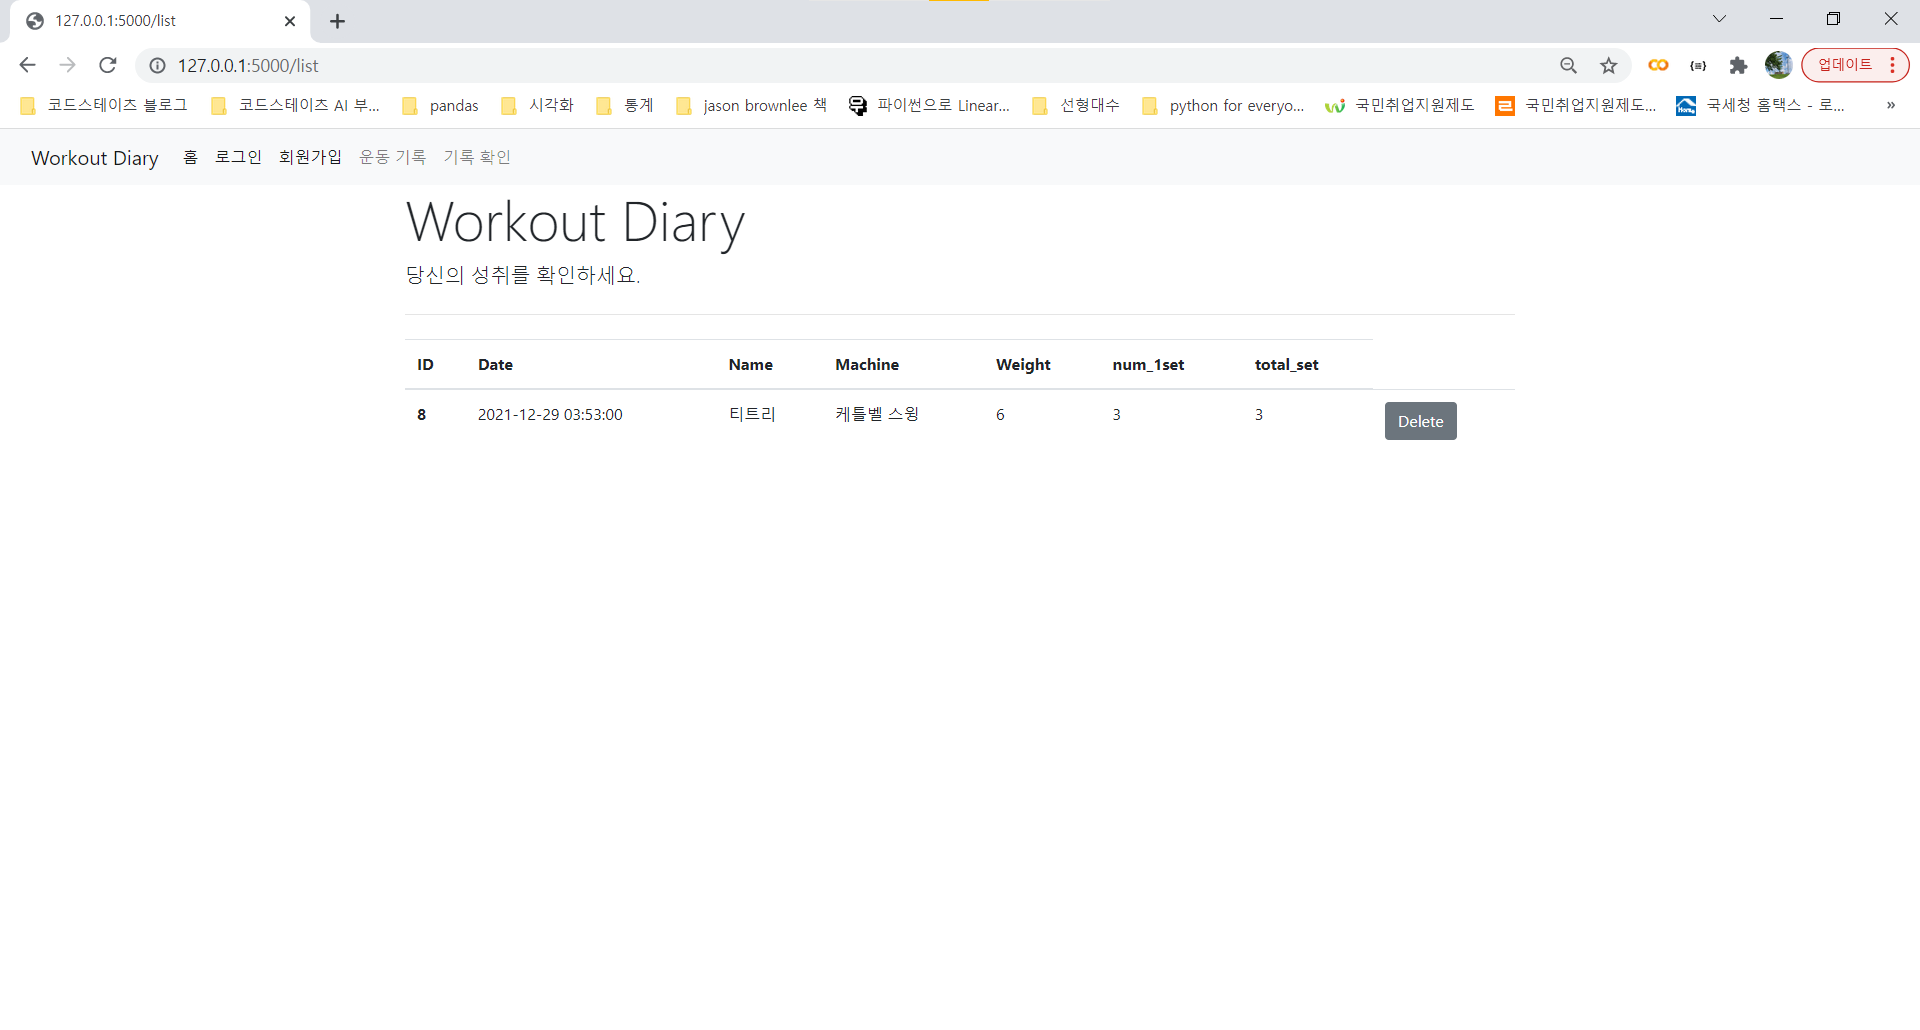 127.0.0.1:5000/list
127.0.0.1:5000/list 업데이트
코드스테이츠 블로그 코드스테이츠 AI 부... pandas 시각화 통계 jason brownlee 책 파이썬으로 Linear... 선형대수 python for everyo... 국민취업지원제도 국민취업지원제도... 국세청 홈택스 - 로... »
Workout Diary 홈 로그인 회원가입 운동 기록 기록 확인
Workout Diary
당신의 성취를 확인하세요.
ID Date Name Machine Weight num_1set total_set
8 2021-12-29 03:53:00 티트리 케틀벨 스윙 6 3 3 Delete